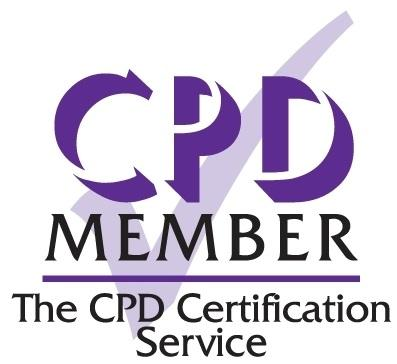 CPD
MEMBER
The CPD Certification
Service